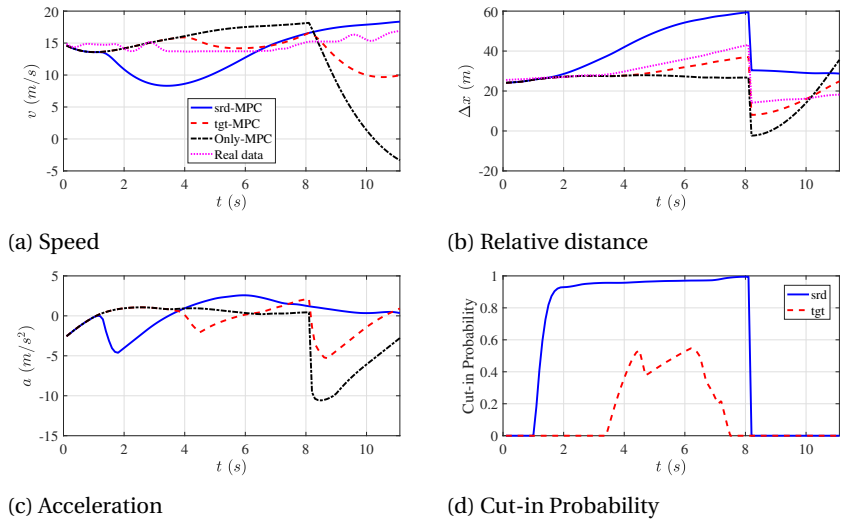 20
15
10
5
0
-5
v (m/s)
srd-MPC
tgt-MPC
Only-MPC
Real data
0 2 4 6 8 10
t (s)
(a) Speed
60
40
20
0
-20
Δx (m)
0 2 4 6 8 10
t (s)
(b) Relative distance
5
0
-5
-10
-15
a (m/s²)
0 2 4 6 8 10
t (s)
(c) Acceleration
1
0.8
0.6
0.4
0.2
0
Cut-in Probability
srd
tgt
0 2 4 6 8 10
t (s)
(d) Cut-in Probability